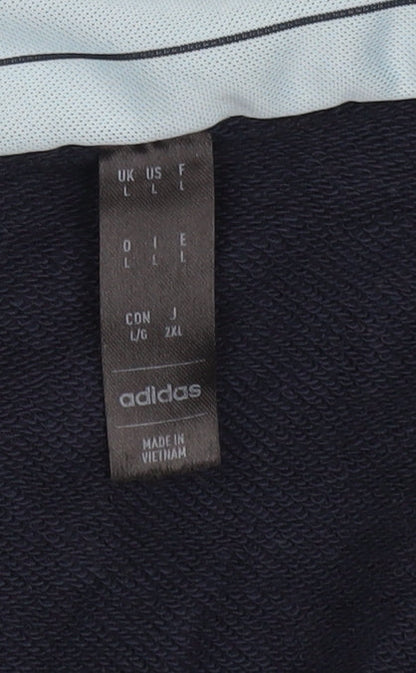 UK US F
L L L
D I E
L L L
CDN J
L/G 2XL
adidas
MADE IN
VIETNAM